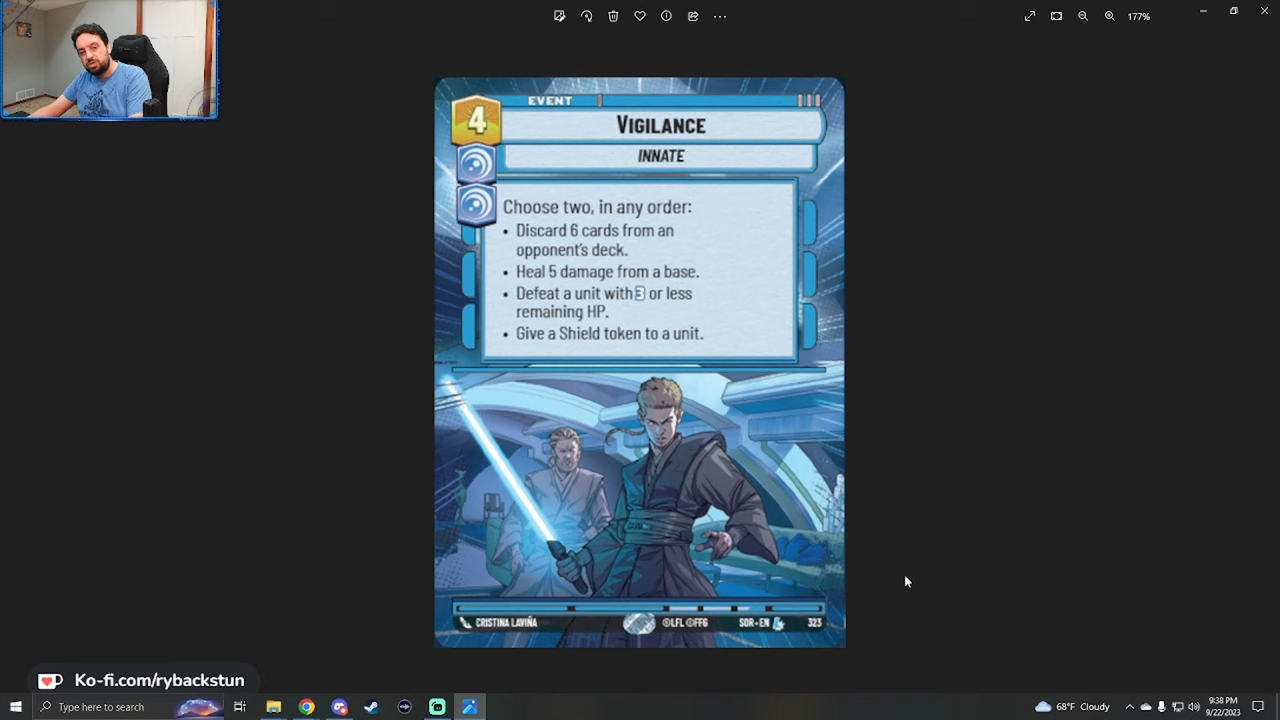 177%
EVENT
4
VIGILANCE
INNATE
Choose two, in any order:
• Discard 6 cards from an
opponent's deck.
• Heal 5 damage from a base.
• Defeat a unit with 3 or less
remaining HP.
• Give a Shield token to a unit.
CRISTINA LAVIÑA
©LFL ©FFG
SOR•EN
323
Ko-fi.com/rybackstun
Type here to search
68°F Cloudy
9:38 PM
9/22/2023